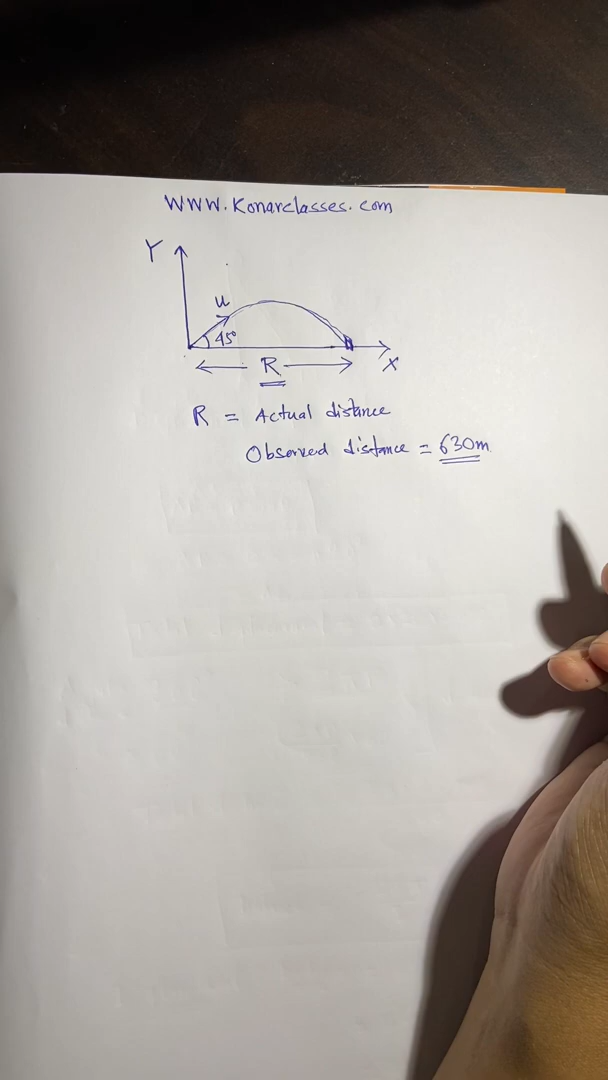 WWW.Konarclasses.com
Y
u
45°
R
X
R = Actual distance
Observed distance = 630m